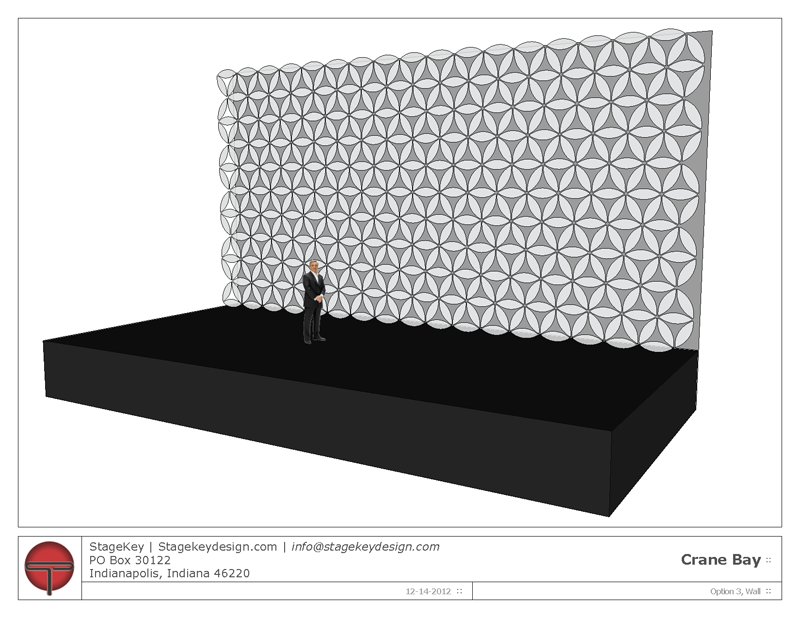 StageKey | Stagekeydesign.com | info@stagekeydesign.com
PO Box 30122
Indianapolis, Indiana 46220
Crane Bay ::
12-14-2012 ::
Option 3, Wall ::